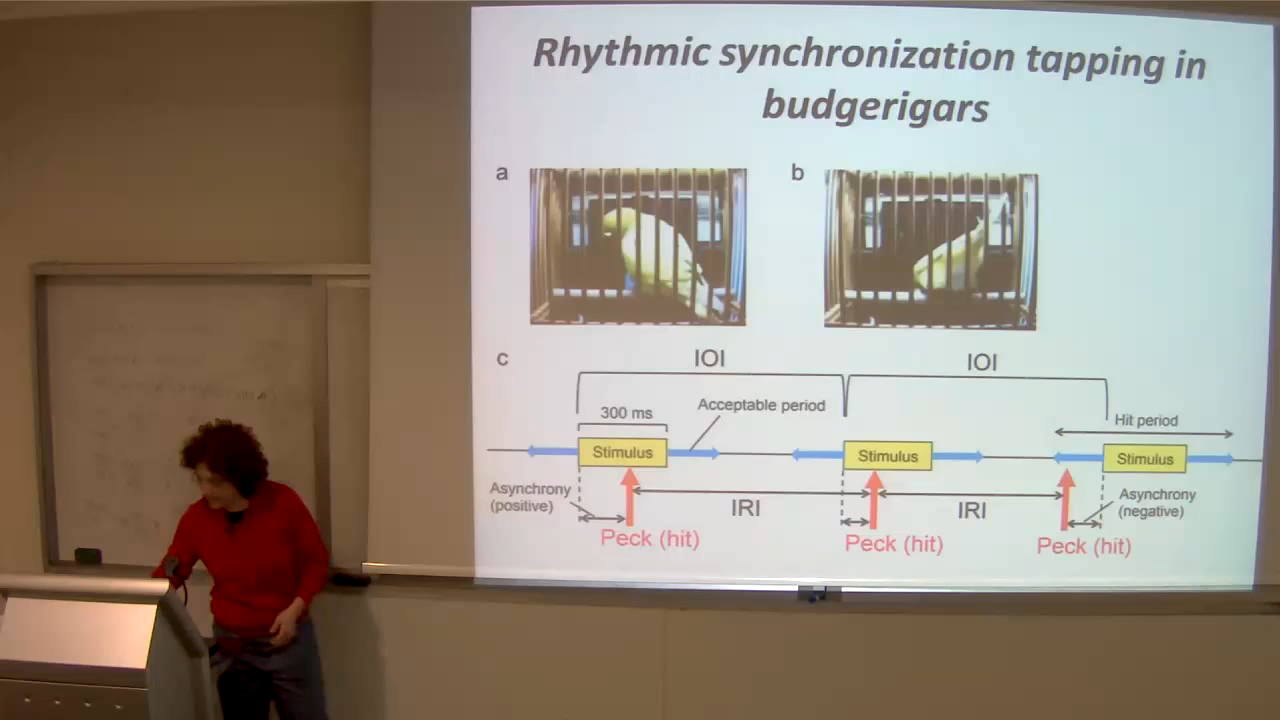 Rhythmic synchronization tapping in
budgerigars
a
b
c
IOI
IOI
300 ms
Acceptable period
Hit period
Stimulus
Stimulus
Stimulus
Asynchrony
(positive)
IRI
IRI
Asynchrony
(negative)
Peck (hit)
Peck (hit)
Peck (hit)